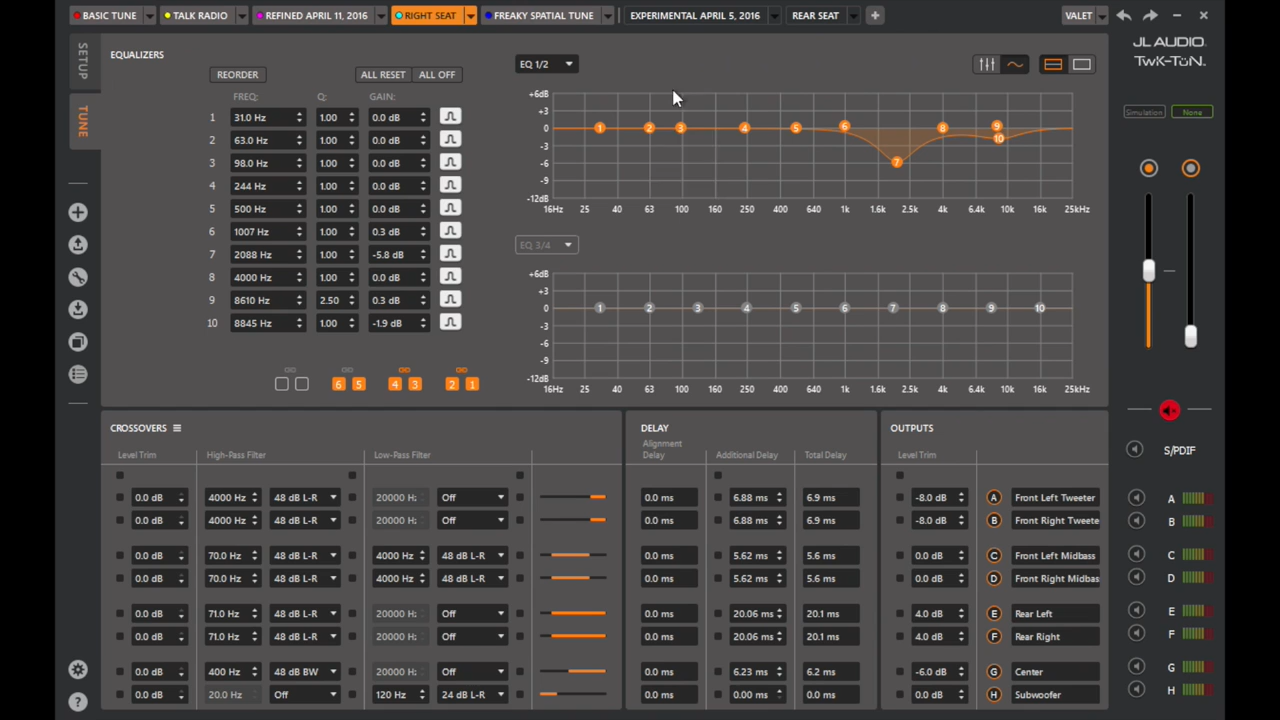 BASIC TUNE TALK RADIO REFINED APRIL 11, 2016 RIGHT SEAT FREAKY SPATIAL TUNE EXPERIMENTAL APRIL 5, 2016 REAR SEAT VALET
JL AUDIO
TwK-TüN
SETUP
TUNE
EQUALIZERS
REORDER ALL RESET ALL OFF
FREQ: Q: GAIN:
1 31.0 Hz 1.00 0.0 dB
2 63.0 Hz 1.00 0.0 dB
3 98.0 Hz 1.00 0.0 dB
4 244 Hz 1.00 0.0 dB
5 500 Hz 1.00 0.0 dB
6 1007 Hz 1.00 0.3 dB
7 2088 Hz 1.00 -5.8 dB
8 4000 Hz 1.00 0.0 dB
9 8610 Hz 2.50 0.3 dB
10 8845 Hz 1.00 -1.9 dB
6 5 4 3 2 1
EQ 1/2
+6dB
+3
0
-3
-6
-9
-12dB
1 2 3 4 5 6 7 8 9 10
16Hz 25 40 63 100 160 250 400 640 1k 1.6k 2.5k 4k 6.4k 10k 16k 25kHz
EQ 3/4
+6dB
+3
0
-3
-6
-9
-12dB
1 2 3 4 5 6 7 8 9 10
16Hz 25 40 63 100 160 250 400 640 1k 1.6k 2.5k 4k 6.4k 10k 16k 25kHz
Simulation None
S/PDIF
CROSSOVERS DELAY OUTPUTS
Level Trim High-Pass Filter Low-Pass Filter Alignment Delay Additional Delay Total Delay Level Trim
0.0 dB 4000 Hz 48 dB L-R 20000 Hz Off 0.0 ms 6.88 ms 6.9 ms -8.0 dB A Front Left Tweeter A
0.0 dB 4000 Hz 48 dB L-R 20000 Hz Off 0.0 ms 6.88 ms 6.9 ms -8.0 dB B Front Right Tweete B
0.0 dB 70.0 Hz 48 dB L-R 4000 Hz 48 dB L-R 0.0 ms 5.62 ms 5.6 ms 0.0 dB C Front Left Midbass C
0.0 dB 70.0 Hz 48 dB L-R 4000 Hz 48 dB L-R 0.0 ms 5.62 ms 5.6 ms 0.0 dB D Front Right Midbas D
0.0 dB 71.0 Hz 48 dB L-R 20000 Hz Off 0.0 ms 20.06 ms 20.1 ms 4.0 dB E Rear Left E
0.0 dB 71.0 Hz 48 dB L-R 20000 Hz Off 0.0 ms 20.06 ms 20.1 ms 4.0 dB F Rear Right F
0.0 dB 400 Hz 48 dB BW 20000 Hz Off 0.0 ms 6.23 ms 6.2 ms -6.0 dB G Center G
0.0 dB 20.0 Hz Off 120 Hz 24 dB L-R 0.0 ms 0.00 ms 0.0 ms 0.0 dB H Subwoofer H